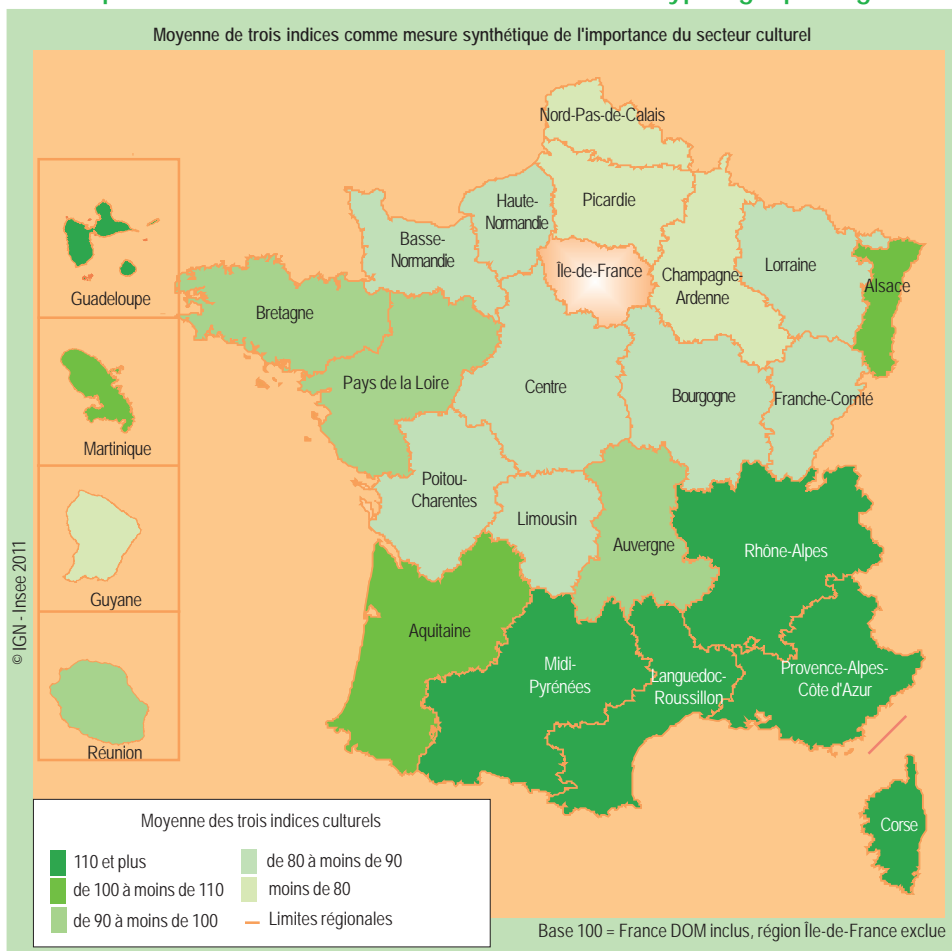 Moyenne de trois indices comme mesure synthétique de l'importance du secteur culturel
Nord-Pas-de-Calais
Picardie
Haute-
Normandie
Basse-
Normandie
Île-de-France
Champagne-
Ardenne
Lorraine
Alsace
Guadeloupe
Bretagne
Pays de la Loire
Centre
Bourgogne
Franche-Comté
Martinique
Poitou-
Charentes
Limousin
Auvergne
Rhône-Alpes
Guyane
Aquitaine
Midi-
Pyrénées
Languedoc-
Roussillon
Provence-Alpes-
Côte d'Azur
Réunion
Corse
© IGN - Insee 2011
Moyenne des trois indices culturels
110 et plus
de 100 à moins de 110
de 90 à moins de 100
de 80 à moins de 90
moins de 80
Limites régionales
Base 100 = France DOM inclus, région Île-de-France exclue